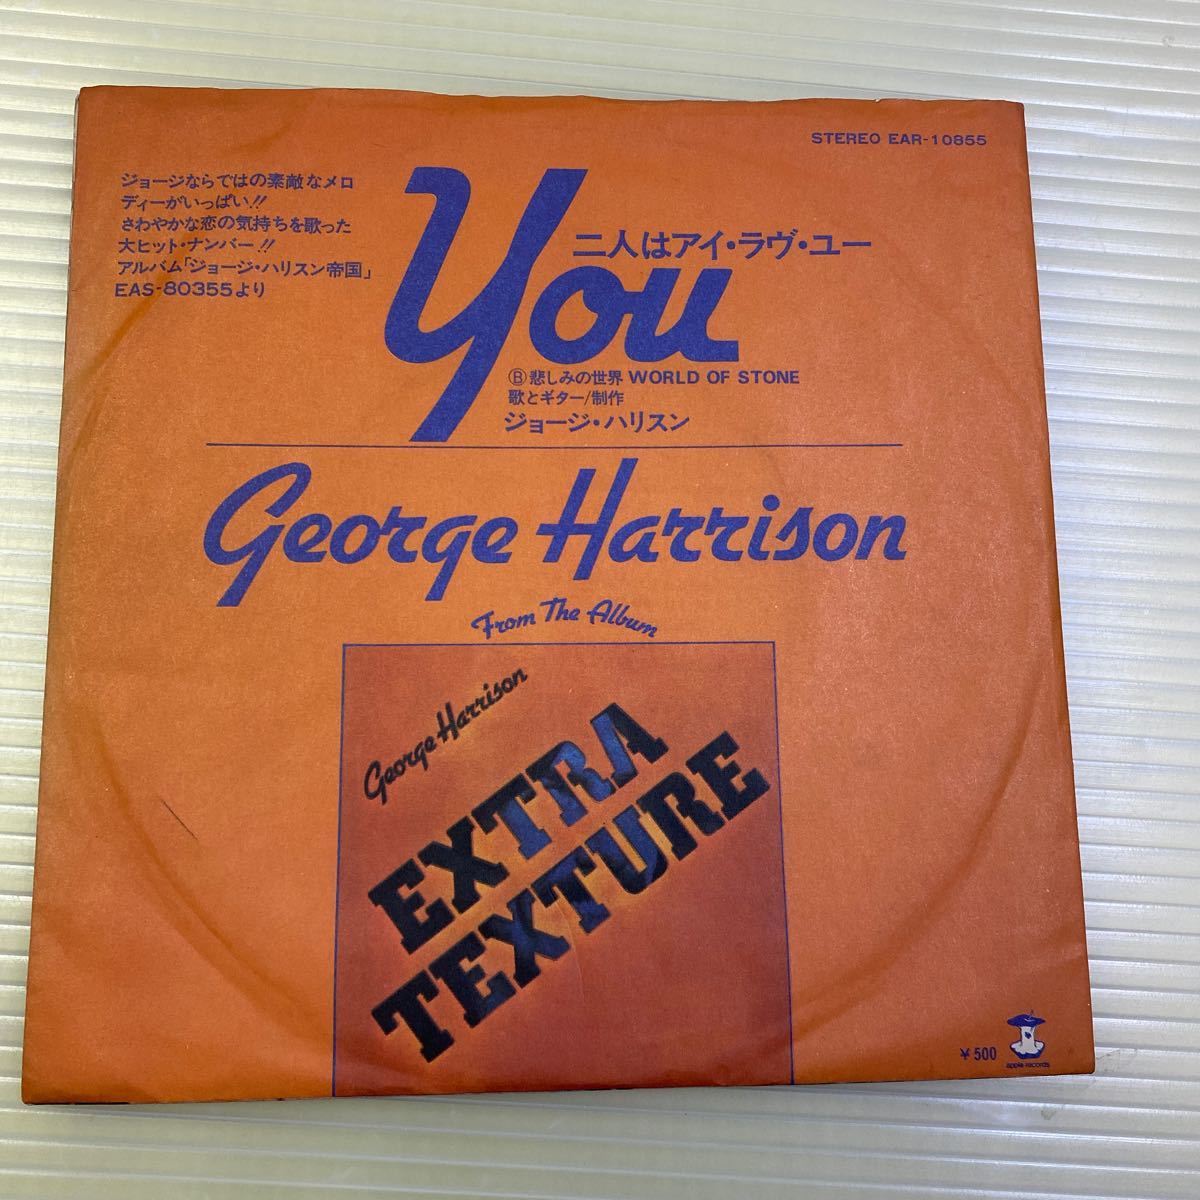 STEREO EAR-10855
ジョージならではの素敵なメロ
ディーがいっぱい!!
さわやかな恋の気持ちを歌った
大ヒット・ナンバー!!
アルバム「ジョージ・ハリスン帝国」
EAS-80355より
You
二人はアイ・ラヴ・ユー
Ⓑ悲しみの世界 WORLD OF STONE
歌とギター/制作
ジョージ・ハリスン
George Harrison
From The Album
George Harrison
EXTRA
TEXTURE
¥500
apple records